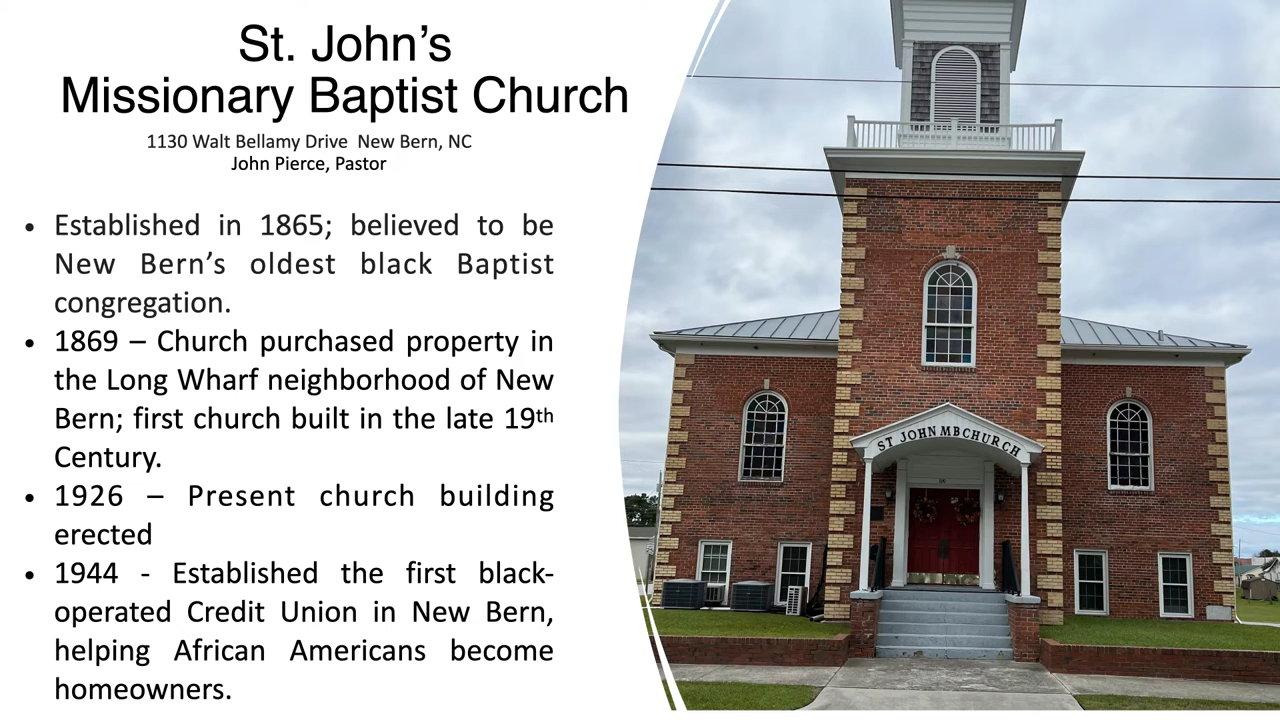 St. John’s
Missionary Baptist Church
1130 Walt Bellamy Drive  New Bern, NC
John Pierce, Pastor
• Established in 1865; believed to be
New Bern’s oldest black Baptist
congregation.
• 1869 – Church purchased property in
the Long Wharf neighborhood of New
Bern; first church built in the late 19th
Century.
• 1926 – Present church building
erected
• 1944 - Established the first black-
operated Credit Union in New Bern,
helping African Americans become
homeowners.
ST JOHN M B CHURCH